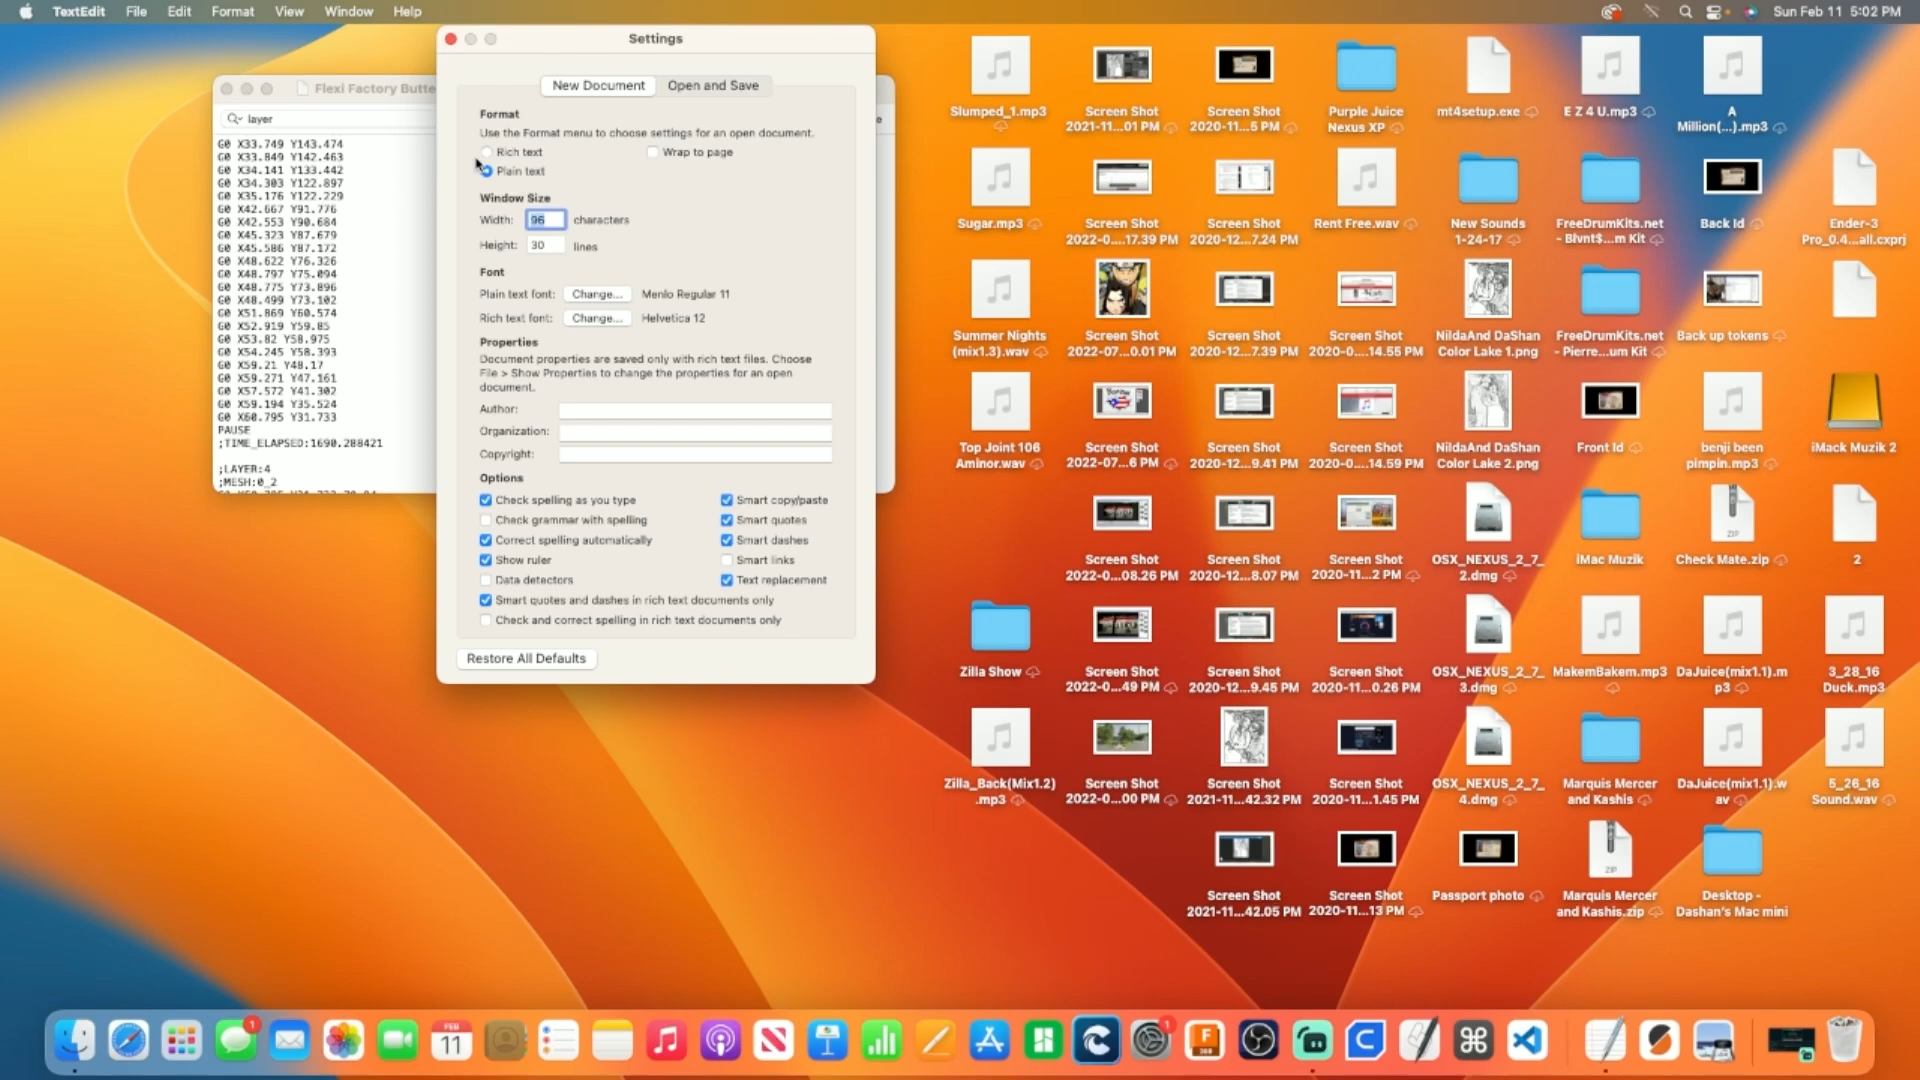 TextEdit File Edit Format View Window Help
Sun Feb 11 5:02 PM
Flexi Factory Butte
layer
G0 X33.749 Y143.474
G0 X33.849 Y142.463
G0 X34.141 Y133.442
G0 X34.303 Y122.897
G0 X35.176 Y122.229
G0 X42.667 Y91.776
G0 X42.553 Y90.684
G0 X45.323 Y87.679
G0 X45.586 Y87.172
G0 X48.622 Y76.326
G0 X48.797 Y75.094
G0 X48.775 Y73.896
G0 X48.499 Y73.102
G0 X51.869 Y60.574
G0 X52.919 Y59.85
G0 X53.82 Y58.975
G0 X54.245 Y58.393
G0 X59.21 Y48.17
G0 X59.271 Y47.161
G0 X57.572 Y41.302
G0 X59.194 Y35.524
G0 X60.795 Y31.733
PAUSE
;TIME_ELAPSED:1690.288421
;LAYER:4
;MESH:0_2
Settings
New Document Open and Save
Format
Use the Format menu to choose settings for an open document.
Rich text Wrap to page
Plain text
Window Size
Width: 96 characters
Height: 30 lines
Font
Plain text font: Change... Menlo Regular 11
Rich text font: Change... Helvetica 12
Properties
Document properties are saved only with rich text files. Choose
File > Show Properties to change the properties for an open
document.
Author:
Organization:
Copyright:
Options
Check spelling as you type Smart copy/paste
Check grammar with spelling Smart quotes
Correct spelling automatically Smart dashes
Show ruler Smart links
Data detectors Text replacement
Smart quotes and dashes in rich text documents only
Check and correct spelling in rich text documents only
Restore All Defaults
e
Slumped_1.mp3 Screen Shot Screen Shot Purple Juice mt4setup.exe E Z 4 U.mp3 A
2021-11...01 PM 2020-11...5 PM Nexus XP Million(...).mp3
Sugar.mp3 Screen Shot Screen Shot Rent Free.wav New Sounds FreeDrumKits.net Back Id Ender-3
2022-0....17.39 PM 2020-12...7.24 PM 1-24-17 - Blvnt$...m Kit Pro_0.4...all.cxprj
Summer Nights Screen Shot Screen Shot Screen Shot NildaAnd DaShan FreeDrumKits.net Back up tokens
(mix1.3).wav 2022-07...0.01 PM 2020-12...7.39 PM 2020-0....14.55 PM Color Lake 1.png - Pierre...um Kit
Top Joint 106 Screen Shot Screen Shot Screen Shot NildaAnd DaShan Front Id benji been iMack Muzik 2
Aminor.wav 2022-07...6 PM 2020-12...9.41 PM 2020-0....14.59 PM Color Lake 2.png pimpin.mp3
ZIP
Screen Shot Screen Shot Screen Shot OSX_NEXUS_2_7_ iMac Muzik Check Mate.zip 2
2022-0...08.26 PM 2020-12...8.07 PM 2020-11...2 PM 2.dmg
Zilla Show Screen Shot Screen Shot Screen Shot OSX_NEXUS_2_7_ MakemBakem.mp3 DaJuice(mix1.1).m 3_28_16
2022-0...49 PM 2020-12...9.45 PM 2020-11...0.26 PM 3.dmg p3 Duck.mp3
Zilla_Back(Mix1.2) Screen Shot Screen Shot Screen Shot OSX_NEXUS_2_7_ Marquis Mercer DaJuice(mix1.1).w 5_26_16
.mp3 2022-0...00 PM 2021-11...42.32 PM 2020-11...1.45 PM 4.dmg and Kashis av Sound.wav
ZIP
Screen Shot Screen Shot Passport photo Marquis Mercer Desktop -
2021-11...42.05 PM 2020-11...13 PM and Kashis.zip Dashan's Mac mini
1 FEB 11 1 F 360